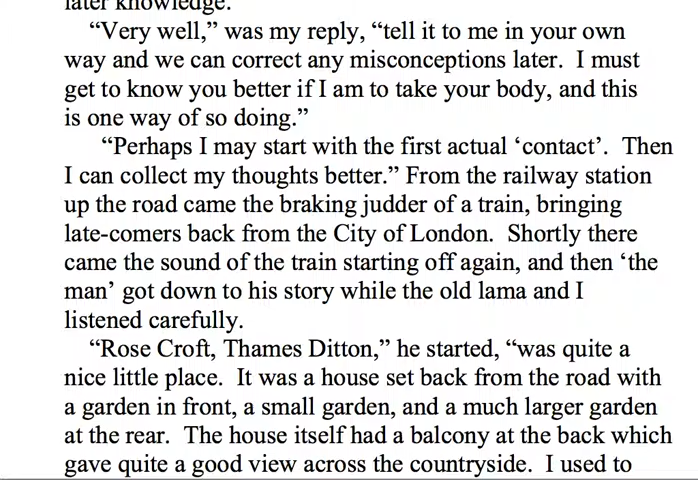 later knowledge.
“Very well,” was my reply, “tell it to me in your own
way and we can correct any misconceptions later.  I must
get to know you better if I am to take your body, and this
is one way of so doing.”
“Perhaps I may start with the first actual ‘contact’.  Then
I can collect my thoughts better.” From the railway station
up the road came the braking judder of a train, bringing
late-comers back from the City of London.  Shortly there
came the sound of the train starting off again, and then ‘the
man’ got down to his story while the old lama and I
listened carefully.
“Rose Croft, Thames Ditton,” he started, “was quite a
nice little place.  It was a house set back from the road with
a garden in front, a small garden, and a much larger garden
at the rear.  The house itself had a balcony at the back which
gave quite a good view across the countryside.  I used to